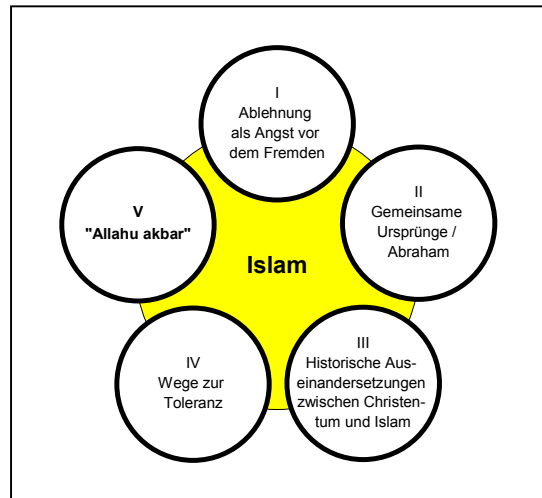 I
Ablehnung
als Angst vor
dem Fremden
II
Gemeinsame
Ursprünge /
Abraham
III
Historische Aus-
einandersetzungen
zwischen Christen-
tum und Islam
IV
Wege zur
Toleranz
V
"Allahu akbar"
Islam